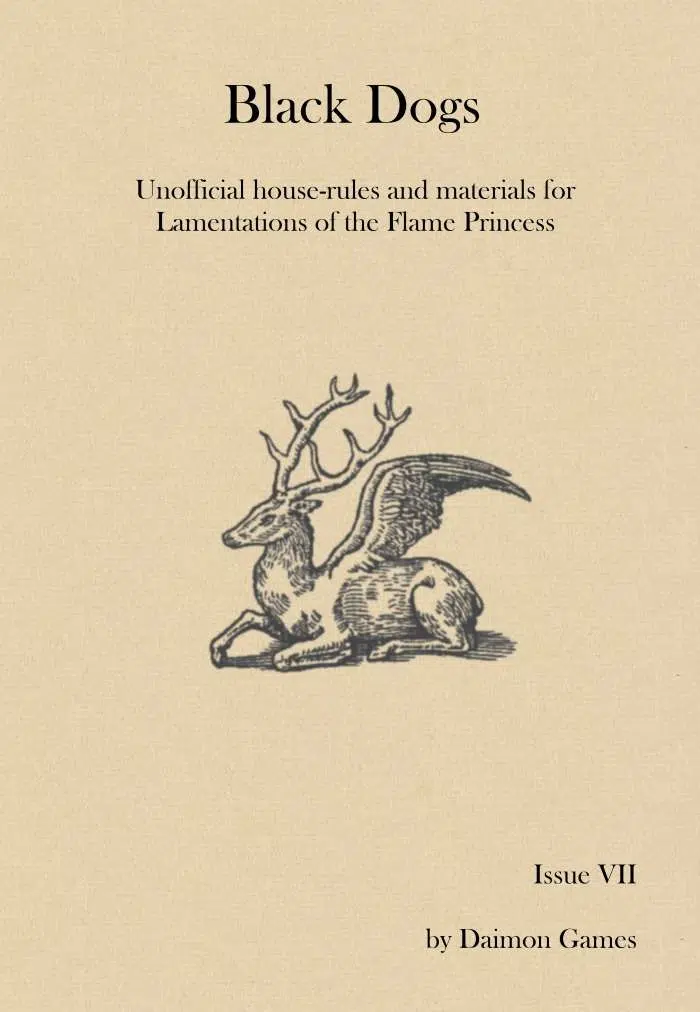 Black Dogs
Unofficial house-rules and materials for
Lamentations of the Flame Princess
Issue VII
by Daimon Games